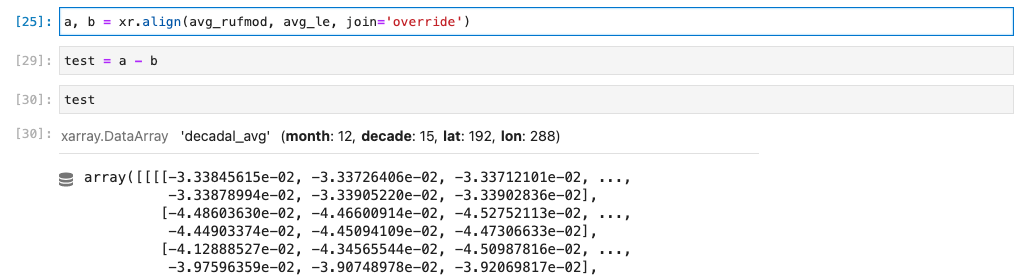 [25]: a, b = xr.align(avg_rufmod, avg_le, join='override')
[29]: test = a - b
[30]: test
[30]: xarray.DataArray 'decadal_avg' (month: 12, decade: 15, lat: 192, lon: 288)
array([[[[-3.33845615e-02, -3.33726406e-02, -3.33712101e-02, ...,
-3.33878994e-02, -3.33905220e-02, -3.33902836e-02],
[-4.48603630e-02, -4.46600914e-02, -4.52752113e-02, ...,
-4.44903374e-02, -4.45094109e-02, -4.47306633e-02],
[-4.12888527e-02, -4.34565544e-02, -4.50987816e-02, ...,
-3.97596359e-02, -3.90748978e-02, -3.92069817e-02],